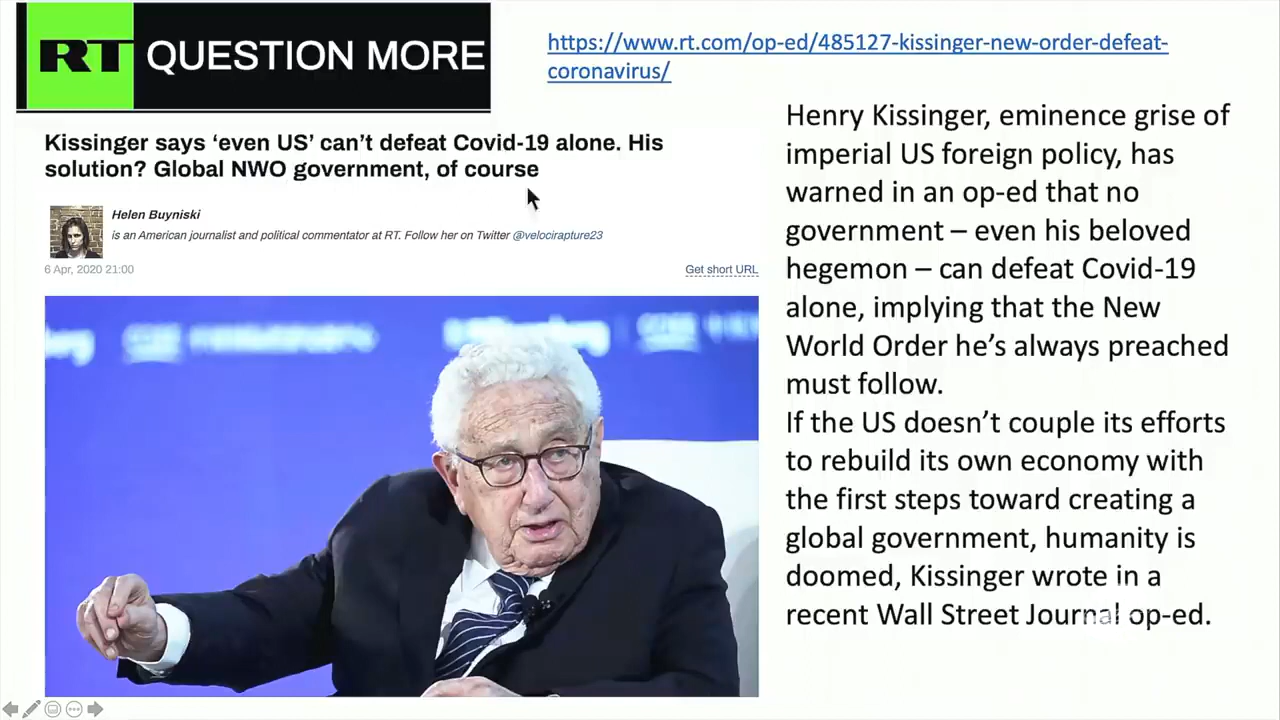 RT QUESTION MORE
https://www.rt.com/op-ed/485127-kissinger-new-order-defeat-
coronavirus/
Kissinger says ‘even US’ can’t defeat Covid-19 alone. His
solution? Global NWO government, of course
Helen Buyniski
is an American journalist and political commentator at RT. Follow her on Twitter @velocirapture23
6 Apr, 2020 21:00
Get short URL
Henry Kissinger, eminence grise of
imperial US foreign policy, has
warned in an op-ed that no
government – even his beloved
hegemon – can defeat Covid-19
alone, implying that the New
World Order he’s always preached
must follow.
If the US doesn’t couple its efforts
to rebuild its own economy with
the first steps toward creating a
global government, humanity is
doomed, Kissinger wrote in a
recent Wall Street Journal op-ed.